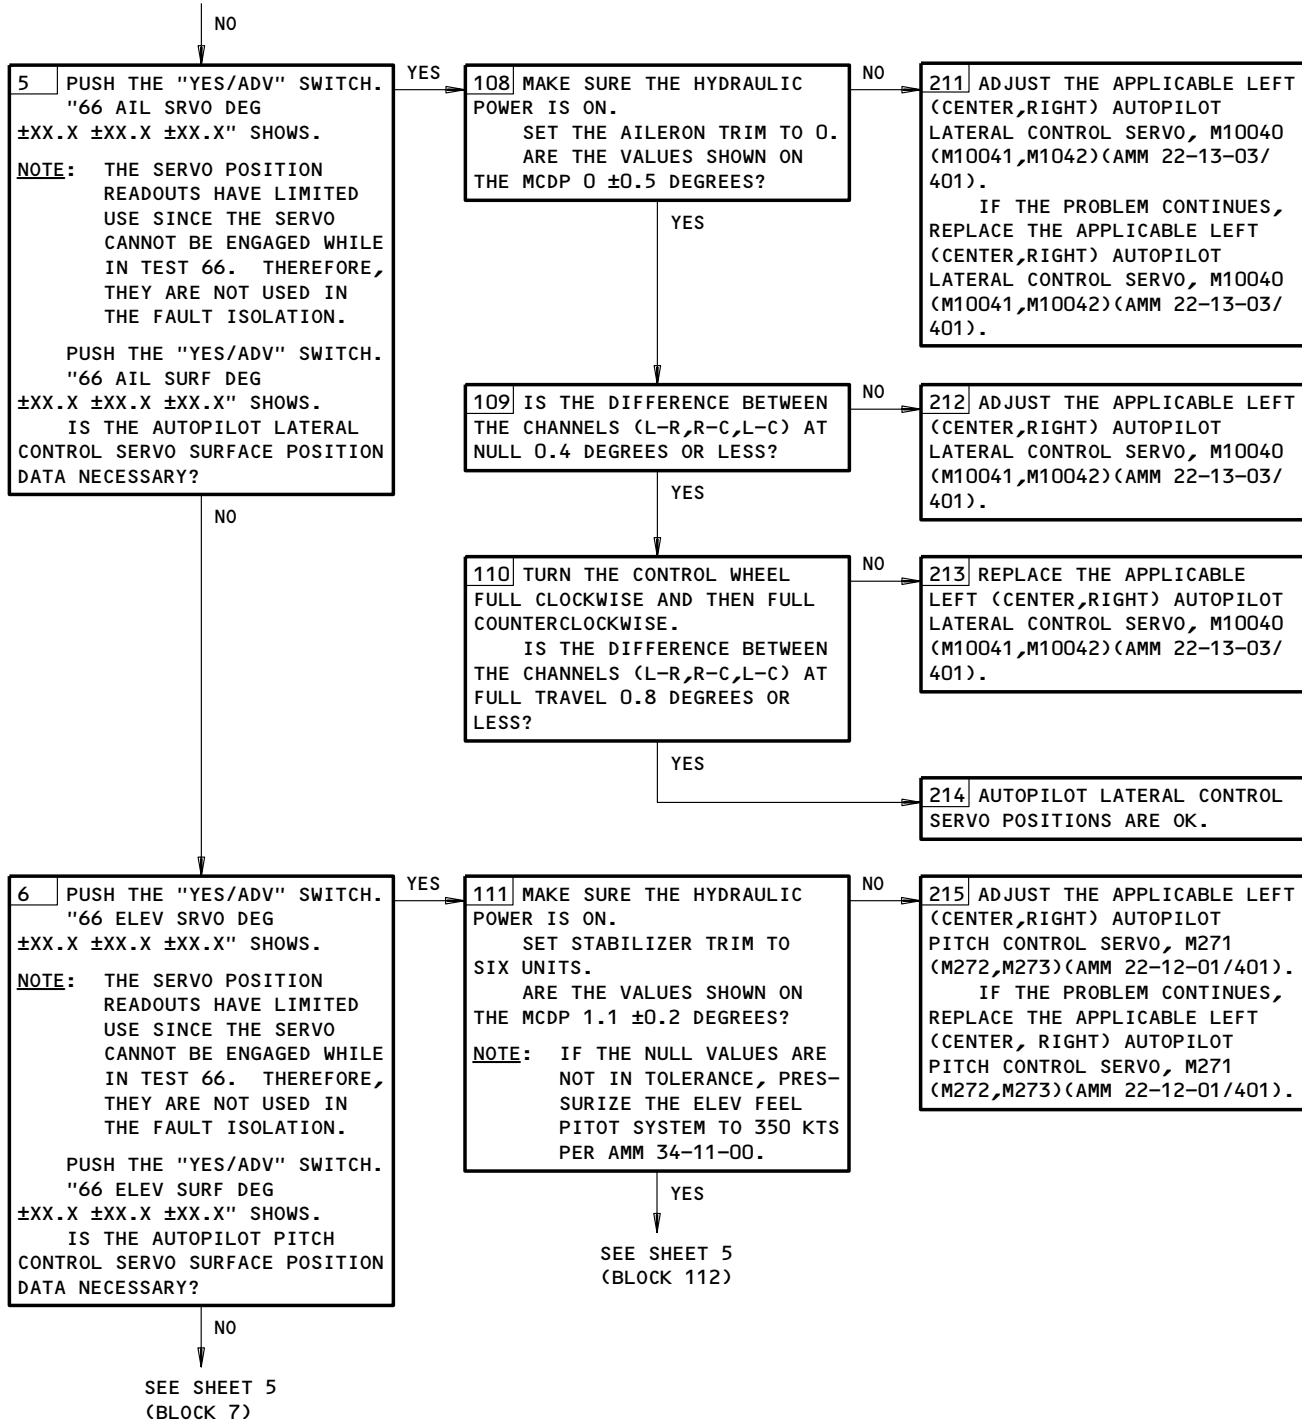 NO
5 PUSH THE "YES/ADV" SWITCH.
"66 AIL SRVO DEG
±XX.X ±XX.X ±XX.X" SHOWS.
NOTE: THE SERVO POSITION
READOUTS HAVE LIMITED
USE SINCE THE SERVO
CANNOT BE ENGAGED WHILE
IN TEST 66. THEREFORE,
THEY ARE NOT USED IN
THE FAULT ISOLATION.
PUSH THE "YES/ADV" SWITCH.
"66 AIL SURF DEG
±XX.X ±XX.X ±XX.X" SHOWS.
IS THE AUTOPILOT LATERAL
CONTROL SERVO SURFACE POSITION
DATA NECESSARY?
YES
108 MAKE SURE THE HYDRAULIC
POWER IS ON.
SET THE AILERON TRIM TO 0.
ARE THE VALUES SHOWN ON
THE MCDP 0 ±0.5 DEGREES?
NO
211 ADJUST THE APPLICABLE LEFT
(CENTER,RIGHT) AUTOPILOT
LATERAL CONTROL SERVO, M10040
(M10041,M1042)(AMM 22-13-03/
401).
IF THE PROBLEM CONTINUES,
REPLACE THE APPLICABLE LEFT
(CENTER,RIGHT) AUTOPILOT
LATERAL CONTROL SERVO, M10040
(M10041,M10042)(AMM 22-13-03/
401).
YES
109 IS THE DIFFERENCE BETWEEN
THE CHANNELS (L-R,R-C,L-C) AT
NULL 0.4 DEGREES OR LESS?
NO
212 ADJUST THE APPLICABLE LEFT
(CENTER,RIGHT) AUTOPILOT
LATERAL CONTROL SERVO, M10040
(M10041,M10042)(AMM 22-13-03/
401).
YES
110 TURN THE CONTROL WHEEL
FULL CLOCKWISE AND THEN FULL
COUNTERCLOCKWISE.
IS THE DIFFERENCE BETWEEN
THE CHANNELS (L-R,R-C,L-C) AT
FULL TRAVEL 0.8 DEGREES OR
LESS?
NO
213 REPLACE THE APPLICABLE
LEFT (CENTER,RIGHT) AUTOPILOT
LATERAL CONTROL SERVO, M10040
(M10041,M10042)(AMM 22-13-03/
401).
YES
214 AUTOPILOT LATERAL CONTROL
SERVO POSITIONS ARE OK.
NO
6 PUSH THE "YES/ADV" SWITCH.
"66 ELEV SRVO DEG
±XX.X ±XX.X ±XX.X" SHOWS.
NOTE: THE SERVO POSITION
READOUTS HAVE LIMITED
USE SINCE THE SERVO
CANNOT BE ENGAGED WHILE
IN TEST 66. THEREFORE,
THEY ARE NOT USED IN
THE FAULT ISOLATION.
PUSH THE "YES/ADV" SWITCH.
"66 ELEV SURF DEG
±XX.X ±XX.X ±XX.X" SHOWS.
IS THE AUTOPILOT PITCH
CONTROL SERVO SURFACE POSITION
DATA NECESSARY?
YES
111 MAKE SURE THE HYDRAULIC
POWER IS ON.
SET STABILIZER TRIM TO
SIX UNITS.
ARE THE VALUES SHOWN ON
THE MCDP 1.1 ±0.2 DEGREES?
NOTE: IF THE NULL VALUES ARE
NOT IN TOLERANCE, PRES-
SURIZE THE ELEV FEEL
PITOT SYSTEM TO 350 KTS
PER AMM 34-11-00.
NO
215 ADJUST THE APPLICABLE LEFT
(CENTER,RIGHT) AUTOPILOT
PITCH CONTROL SERVO, M271
(M272,M273)(AMM 22-12-01/401).
IF THE PROBLEM CONTINUES,
REPLACE THE APPLICABLE LEFT
(CENTER, RIGHT) AUTOPILOT
PITCH CONTROL SERVO, M271
(M272,M273)(AMM 22-12-01/401).
YES
SEE SHEET 5
(BLOCK 112)
NO
SEE SHEET 5
(BLOCK 7)